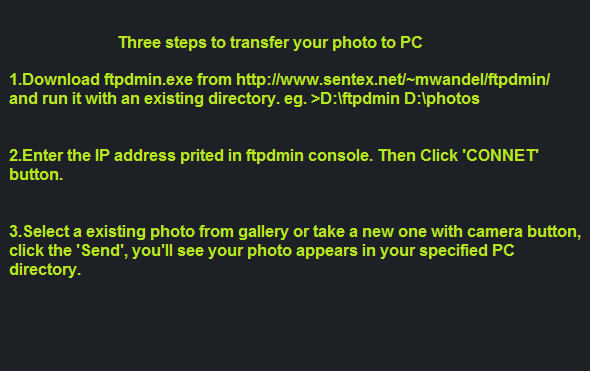 Three steps to transfer your photo to PC
1.Download ftpdmin.exe from http://www.sentex.net/~mwandel/ftpdmin/
and run it with an existing directory. eg. >D:\ftpdmin D:\photos
2.Enter the IP address prited in ftpdmin console. Then Click 'CONNET'
button.
3.Select a existing photo from gallery or take a new one with camera button,
click the 'Send', you'll see your photo appears in your specified PC
directory.